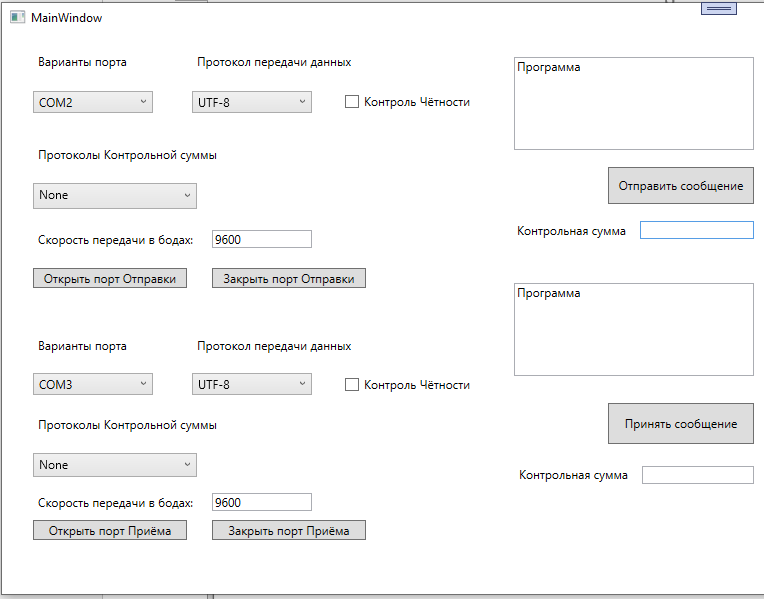 MainWindow
Варианты порта
Протокол передачи данных
COM2
UTF-8
Контроль Чётности
Программа
Протоколы Контрольной суммы
None
Отправить сообщение
Скорость передачи в бодах:
9600
Контрольная сумма
Открыть порт Отправки
Закрыть порт Отправки
Программа
Варианты порта
Протокол передачи данных
COM3
UTF-8
Контроль Чётности
Протоколы Контрольной суммы
None
Принять сообщение
Контрольная сумма
Скорость передачи в бодах:
9600
Открыть порт Приёма
Закрыть порт Приёма